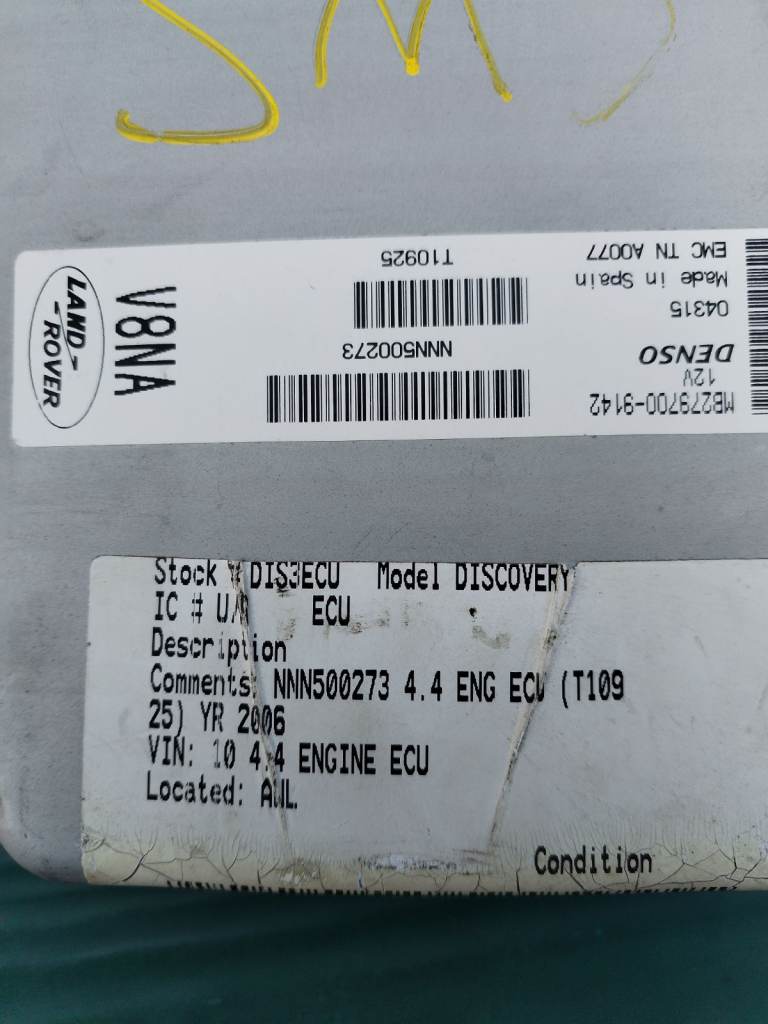 LAND-
-ROVER
V8NA
T10925
NNN500273
EMC TN A0077
Made in Spain
04315
DENSO
12V
MB279700-9142
Stock # DIS3ECU Model DISCOVERY
IC # ECU
Description
Comments: NNN500273 4.4 ENG ECU (T109
25) YR 2006
VIN: 10 4.4 ENGINE ECU
Located: AWL
Condition